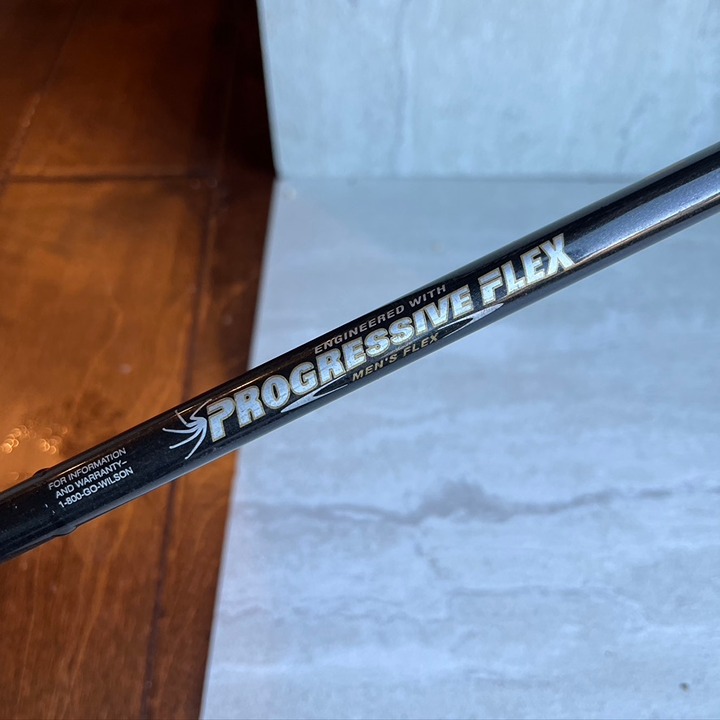 ENGINEERED WITH
PROGRESSIVE FLEX
MEN'S FLEX
FOR INFORMATION
AND WARRANTY–
1-800-GO-WILSON